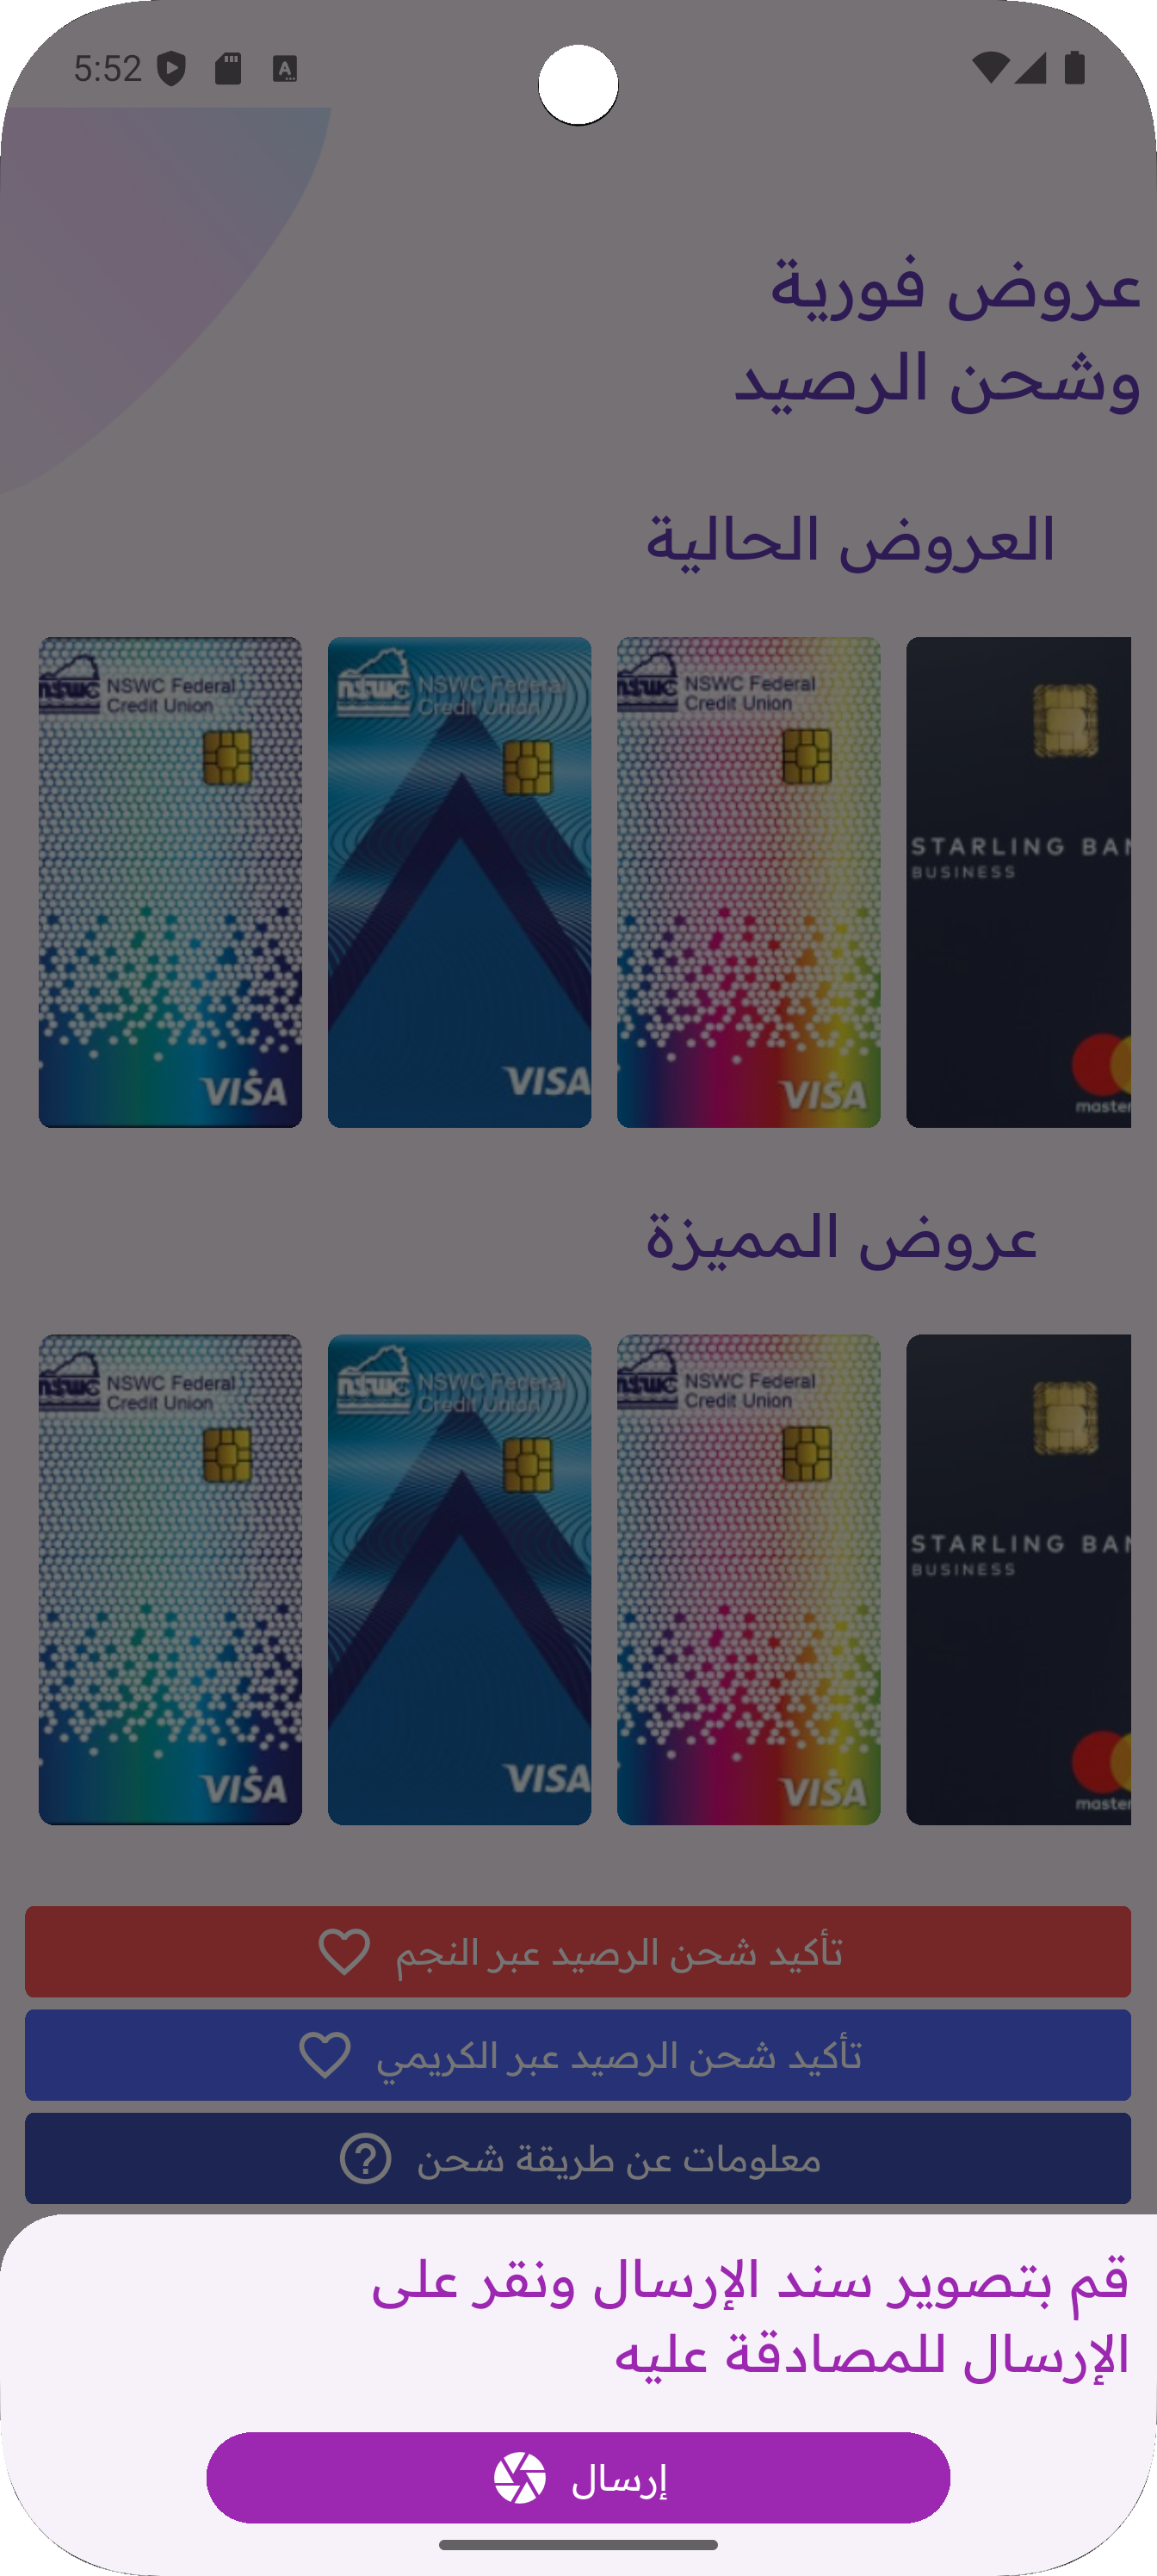 5:52
عروض فورية
وشحن الرصيد
العروض الحالية
nswc NSWC Federal
Credit Union
VISA
nswc NSWC Federal
Credit Union
VISA
nswc NSWC Federal
Credit Union
VISA
STARLING BAN
BUSINESS
master
عروض المميزة
nswc NSWC Federal
Credit Union
VISA
nswc NSWC Federal
Credit Union
VISA
nswc NSWC Federal
Credit Union
VISA
STARLING BAN
BUSINESS
master
تأكيد شحن الرصيد عبر النجم
تأكيد شحن الرصيد عبر الكريمي
معلومات عن طريقة شحن
قم بتصوير سند الإرسال ونقر على
الإرسال للمصادقة عليه
إرسال